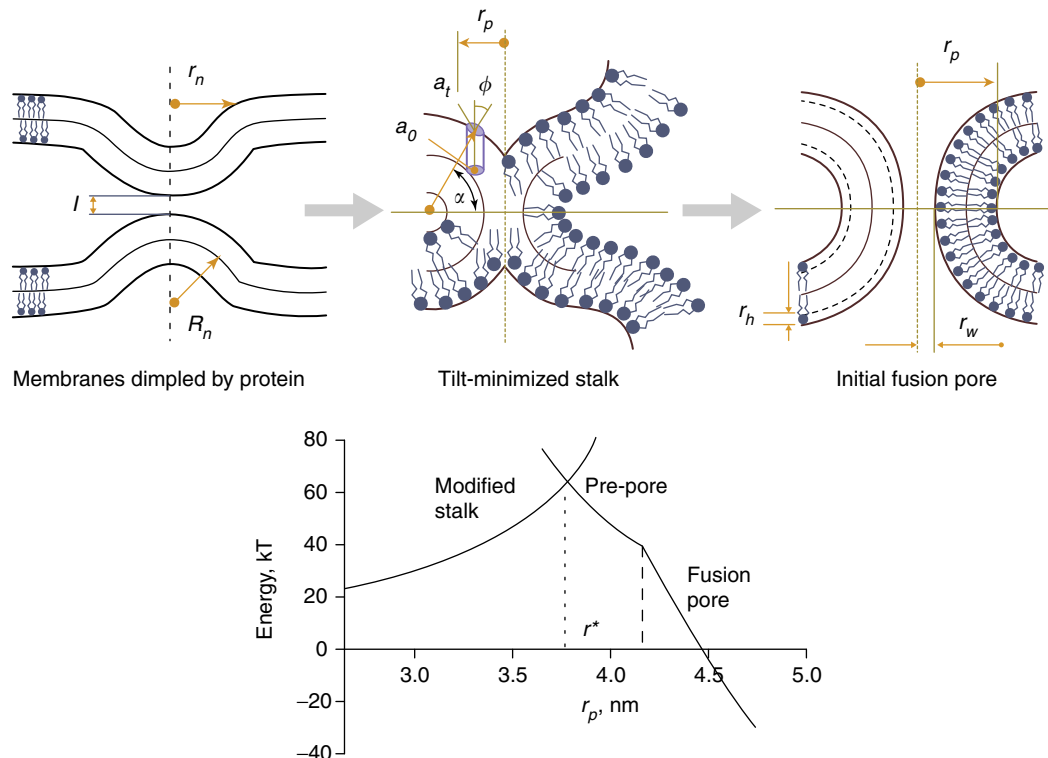 r_n
l
R_n
Membranes dimpled by protein
r_p
a_t
ϕ
a_0
α
Tilt-minimized stalk
r_p
r_h
r_w
Initial fusion pore
80
60
40
20
0
−20
−40
Energy, kT
Modified
stalk
Pre-pore
Fusion
pore
r*
3.0
3.5
4.0
4.5
5.0
r_p, nm